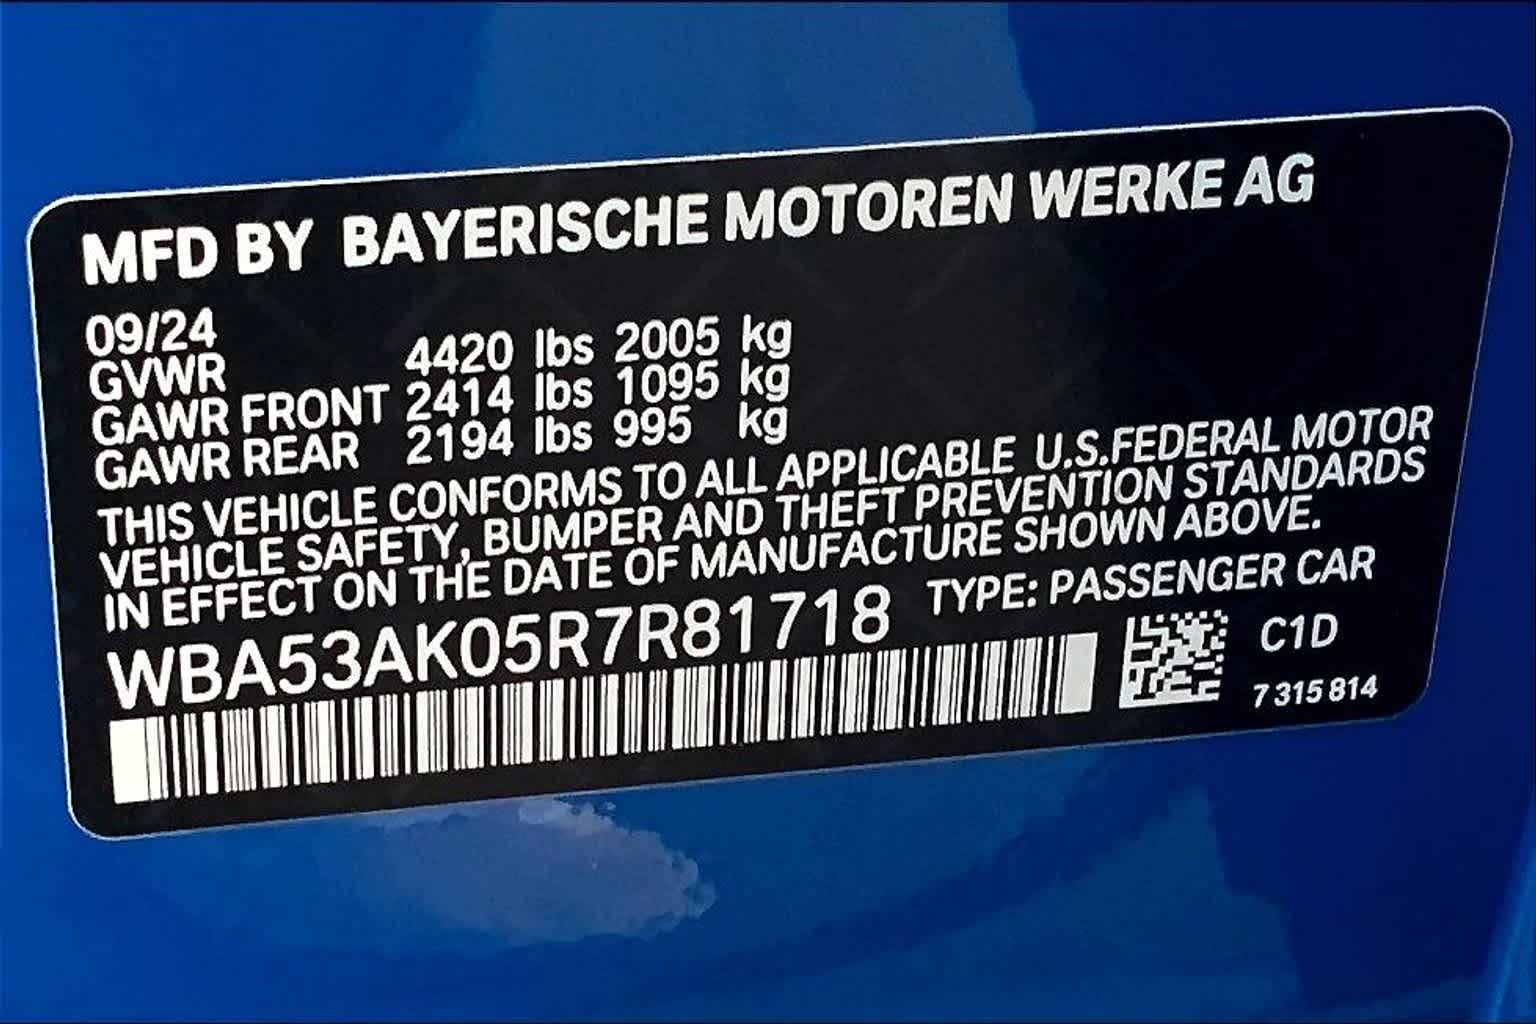 MFD BY BAYERISCHE MOTOREN WERKE AG
09/24
GVWR 4420 lbs 2005 kg
GAWR FRONT 2414 lbs 1095 kg
GAWR REAR 2194 lbs 995 kg
THIS VEHICLE CONFORMS TO ALL APPLICABLE U.S.FEDERAL MOTOR
VEHICLE SAFETY, BUMPER AND THEFT PREVENTION STANDARDS
IN EFFECT ON THE DATE OF MANUFACTURE SHOWN ABOVE.
WBA53AK05R7R81718 TYPE: PASSENGER CAR
C1D
7 315 814